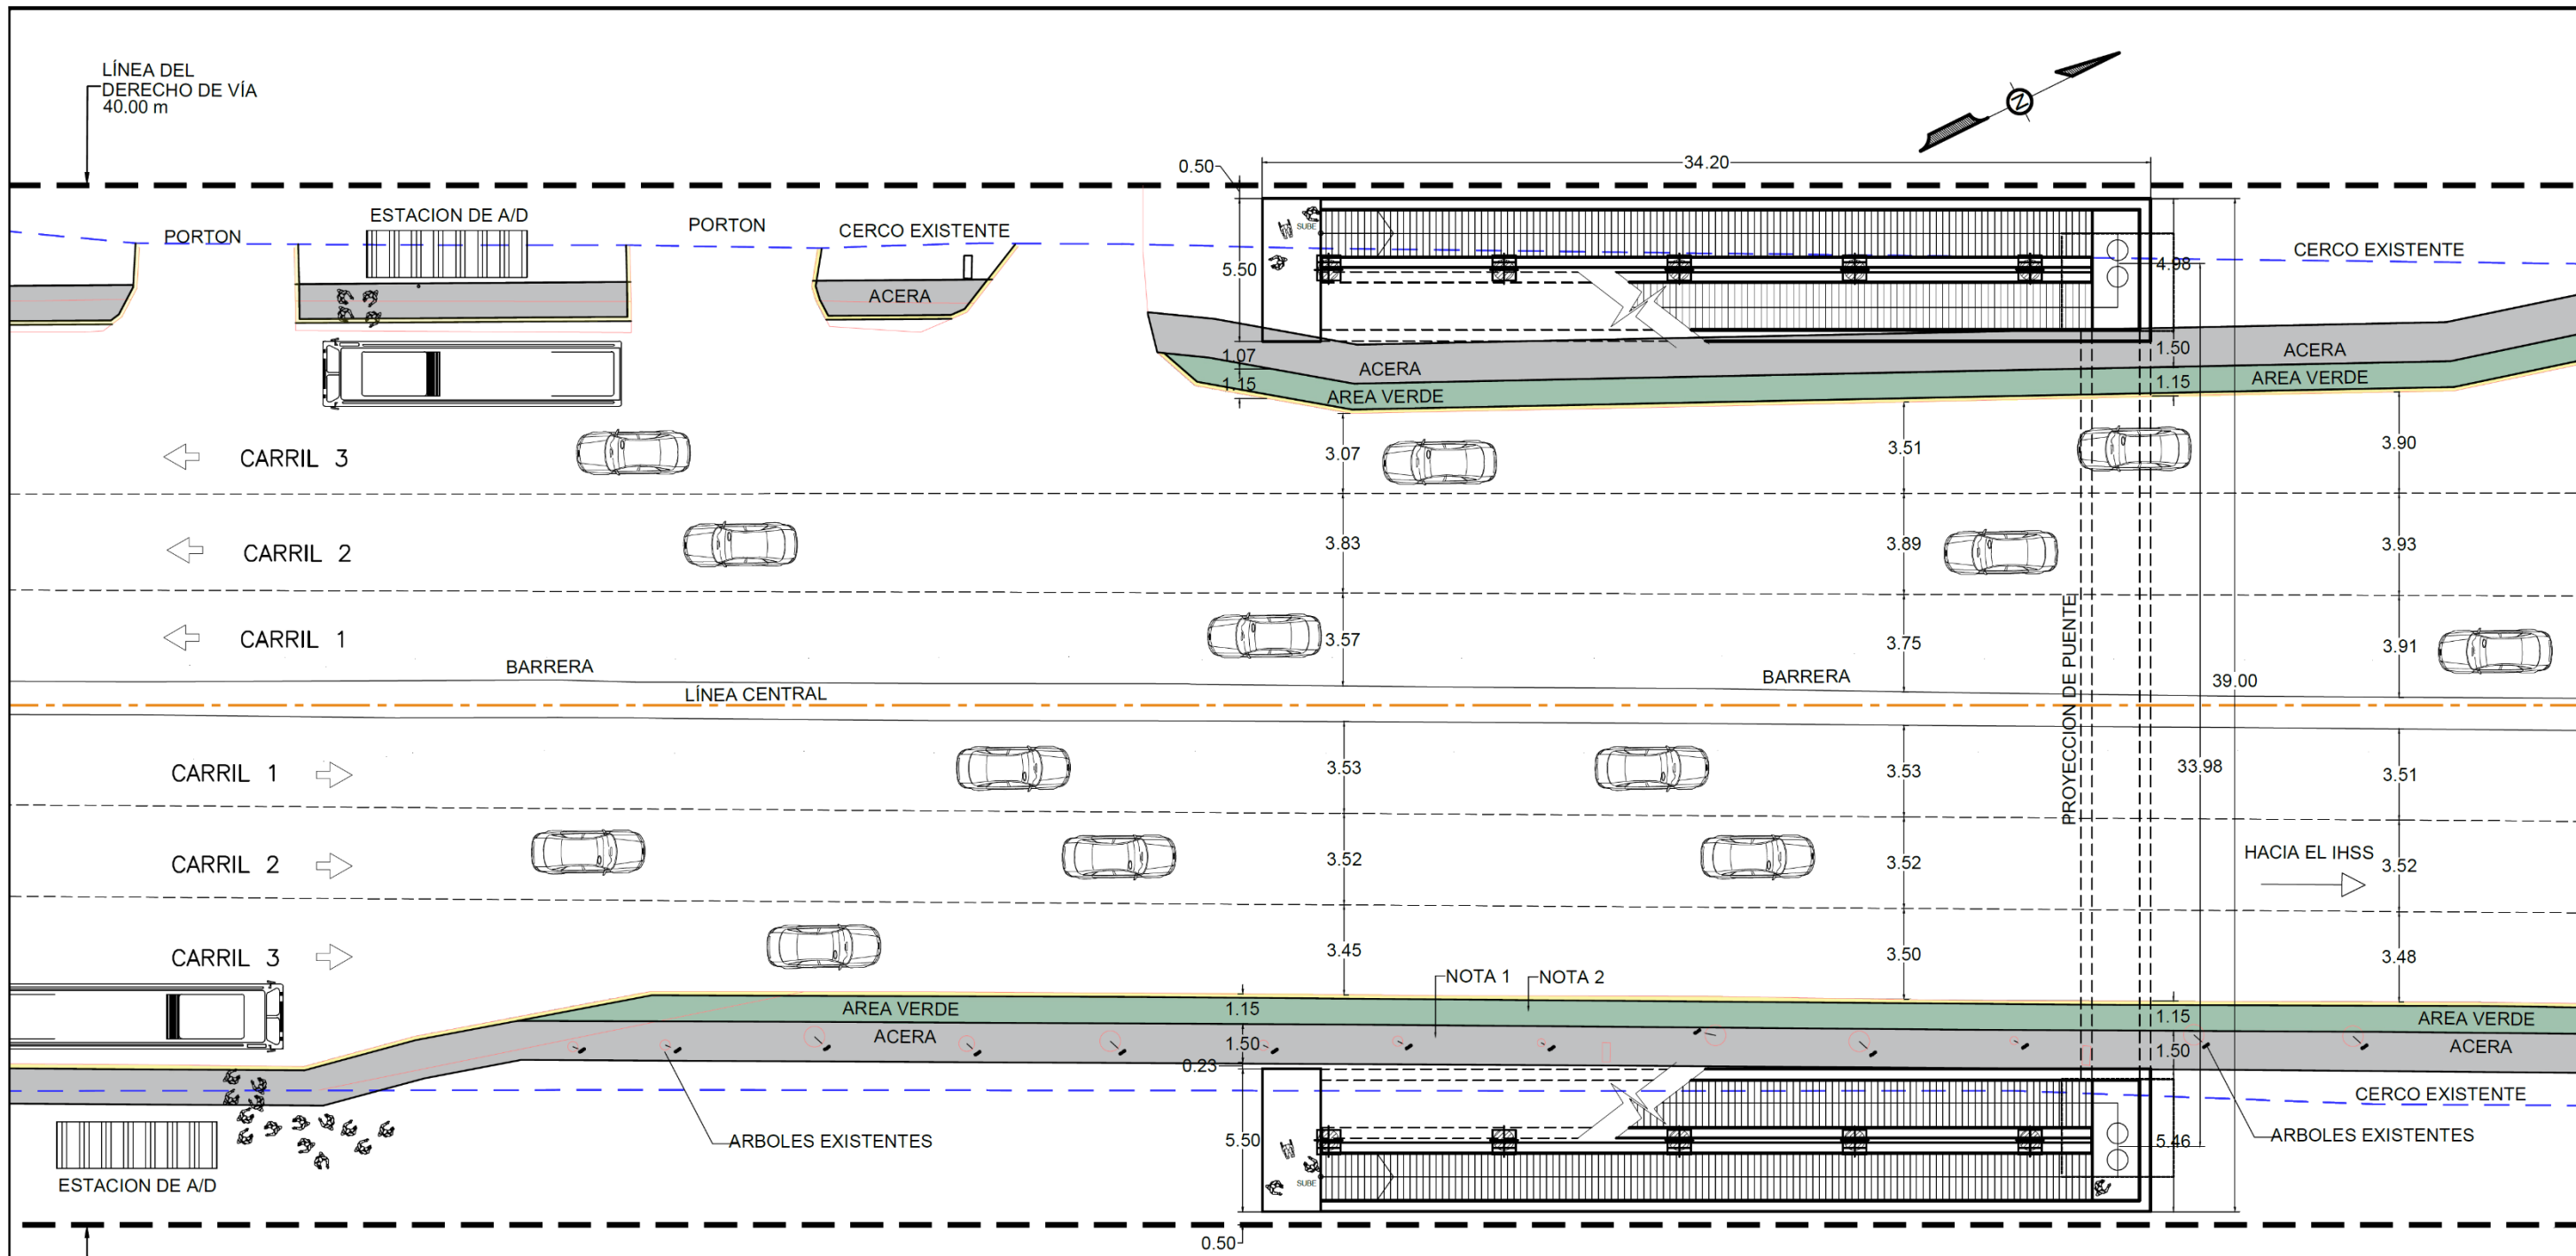 LÍNEA DEL
DERECHO DE VÍA
40.00 m
N
0.50
34.20
PORTON
ESTACION DE A/D
PORTON
CERCO EXISTENTE
SUBE
5.50
4.98
CERCO EXISTENTE
ACERA
1.07
ACERA
1.50
ACERA
1.15
AREA VERDE
1.15
AREA VERDE
CARRIL 3
3.07
3.51
3.90
CARRIL 2
3.83
3.89
3.93
CARRIL 1
3.57
3.75
3.91
BARRERA
BARRERA
LÍNEA CENTRAL
PROYECCION DE PUENTE
39.00
CARRIL 1
3.53
3.53
33.98
3.51
CARRIL 2
3.52
3.52
HACIA EL IHSS
3.52
CARRIL 3
3.45
3.50
3.48
NOTA 1
NOTA 2
AREA VERDE
1.15
1.15
AREA VERDE
ACERA
1.50
1.50
ACERA
0.23
CERCO EXISTENTE
ARBOLES EXISTENTES
5.50
5.46
ARBOLES EXISTENTES
ESTACION DE A/D
SUBE
0.50